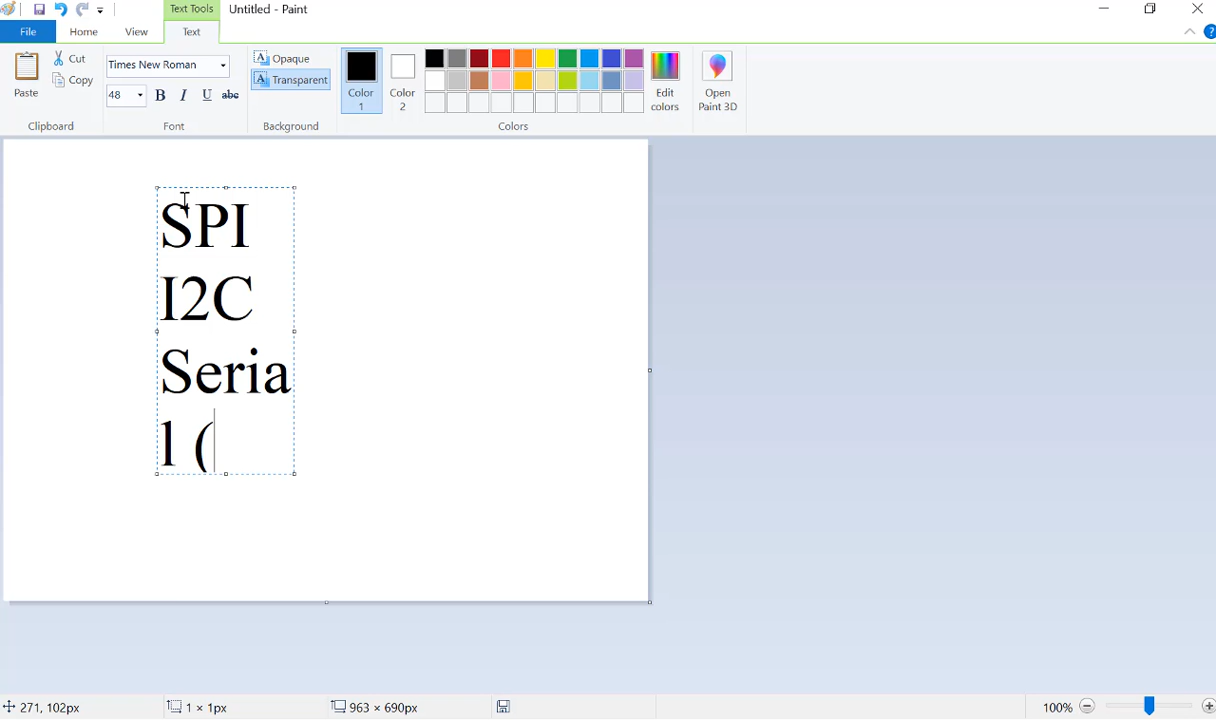 Text Tools
Untitled - Paint
File
Home
View
Text
?
Paste
Cut
Copy
Clipboard
Times New Roman
48
B I U abc
Font
Opaque
Transparent
Background
Color
1
Color
2
Edit
colors
Colors
Open
Paint 3D
SPI
I2C
Seria
l (
271, 102px
1 × 1px
963 × 690px
100%